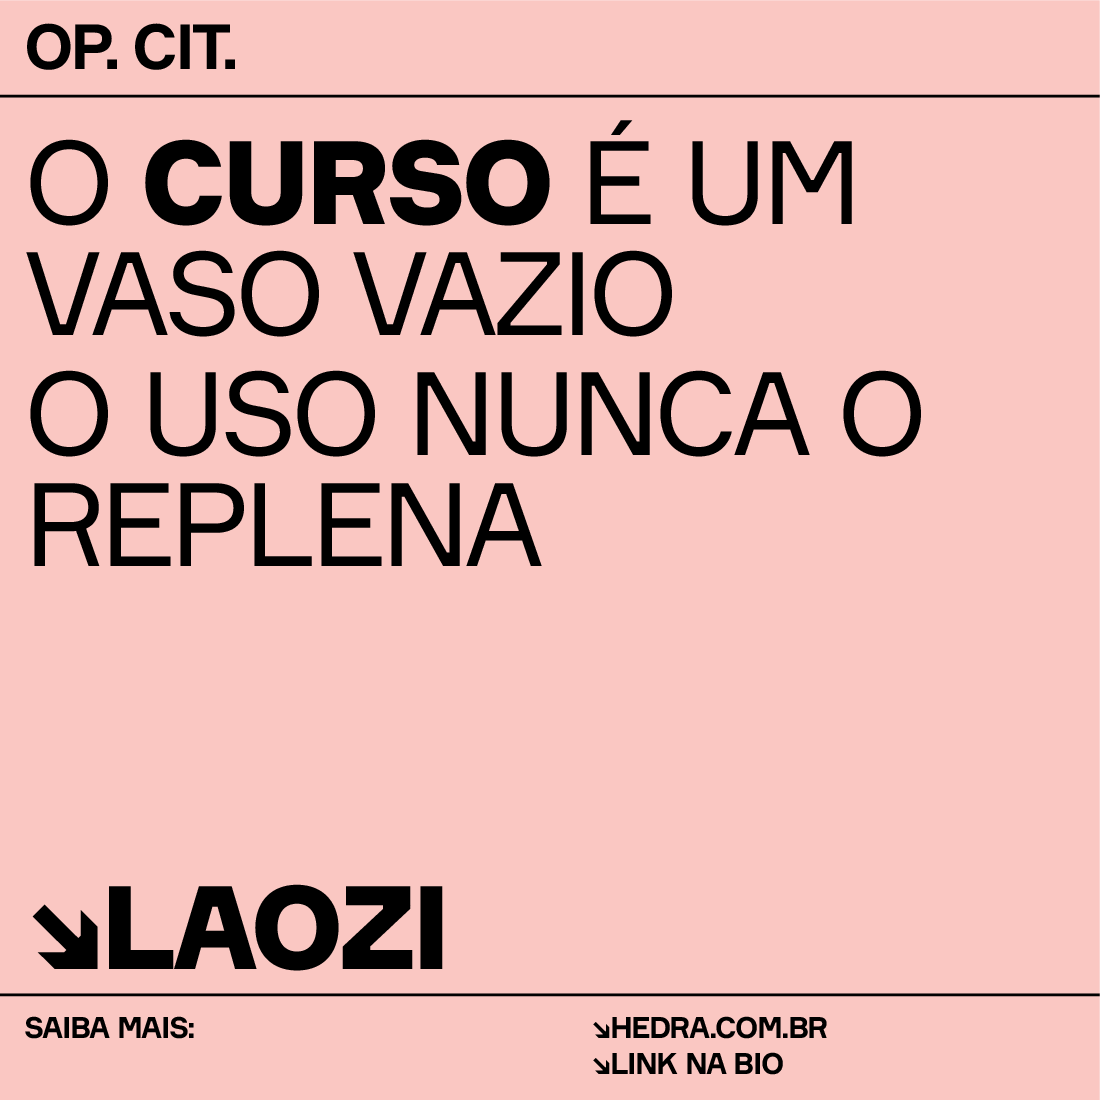 OP. CIT.
O CURSO É UM
VASO VAZIO
O USO NUNCA O
REPLENA
↘LAOZI
SAIBA MAIS:
↘HEDRA.COM.BR
↘LINK NA BIO